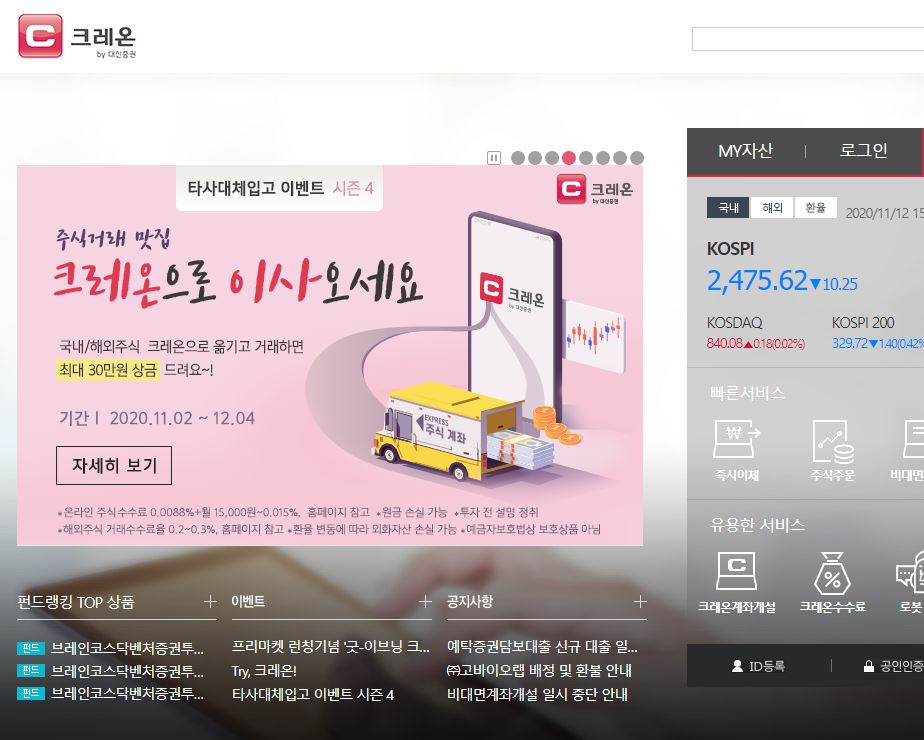 크레온
by 대신증권
MY자산
로그인
타사대체입고 이벤트 시즌 4
크레온
by 대신증권
주식거래 맛집
크레온으로 이사오세요
국내/해외주식 크레온으로 옮기고 거래하면
최대 30만원 상금 드려요~!
기간 | 2020.11.02 ~ 12.04
자세히 보기
크레온
by 대신증권
EXPRESS
주식 계좌
*온라인 주식수수료 0.0088%+월 15,000원~0.015%, 홈페이지 참고 *원금 손실 가능 *투자 전 설명 청취
*해외주식 거래수수료율 0.2~0.3%, 홈페이지 참고 *환율 변동에 따라 외화자산 손실 가능 *예금자보호법상 보호상품 아님
국내 해외 환율 2020/11/12 15
KOSPI
2,475.62▼10.25
KOSDAQ KOSPI 200
840.08▲0.18(0.02%) 329.72▼1.40(0.42%
빠른서비스
즉시이체 주식주문 비대면
유용한 서비스
크레온계좌개설 크레온수수료 로봇
ID등록 공인인증
펀드랭킹 TOP 상품
펀드 브레인코스닥벤처증권투...
펀드 브레인코스닥벤처증권투...
펀드 브레인코스닥벤처증권투...
이벤트
프리마켓 런칭기념 '굿-이브닝 크...
Try, 크레온!
타사대체입고 이벤트 시즌 4
공지사항
예탁증권담보대출 신규 대출 일...
㈜고바이오랩 배정 및 환불 안내
비대면계좌개설 일시 중단 안내